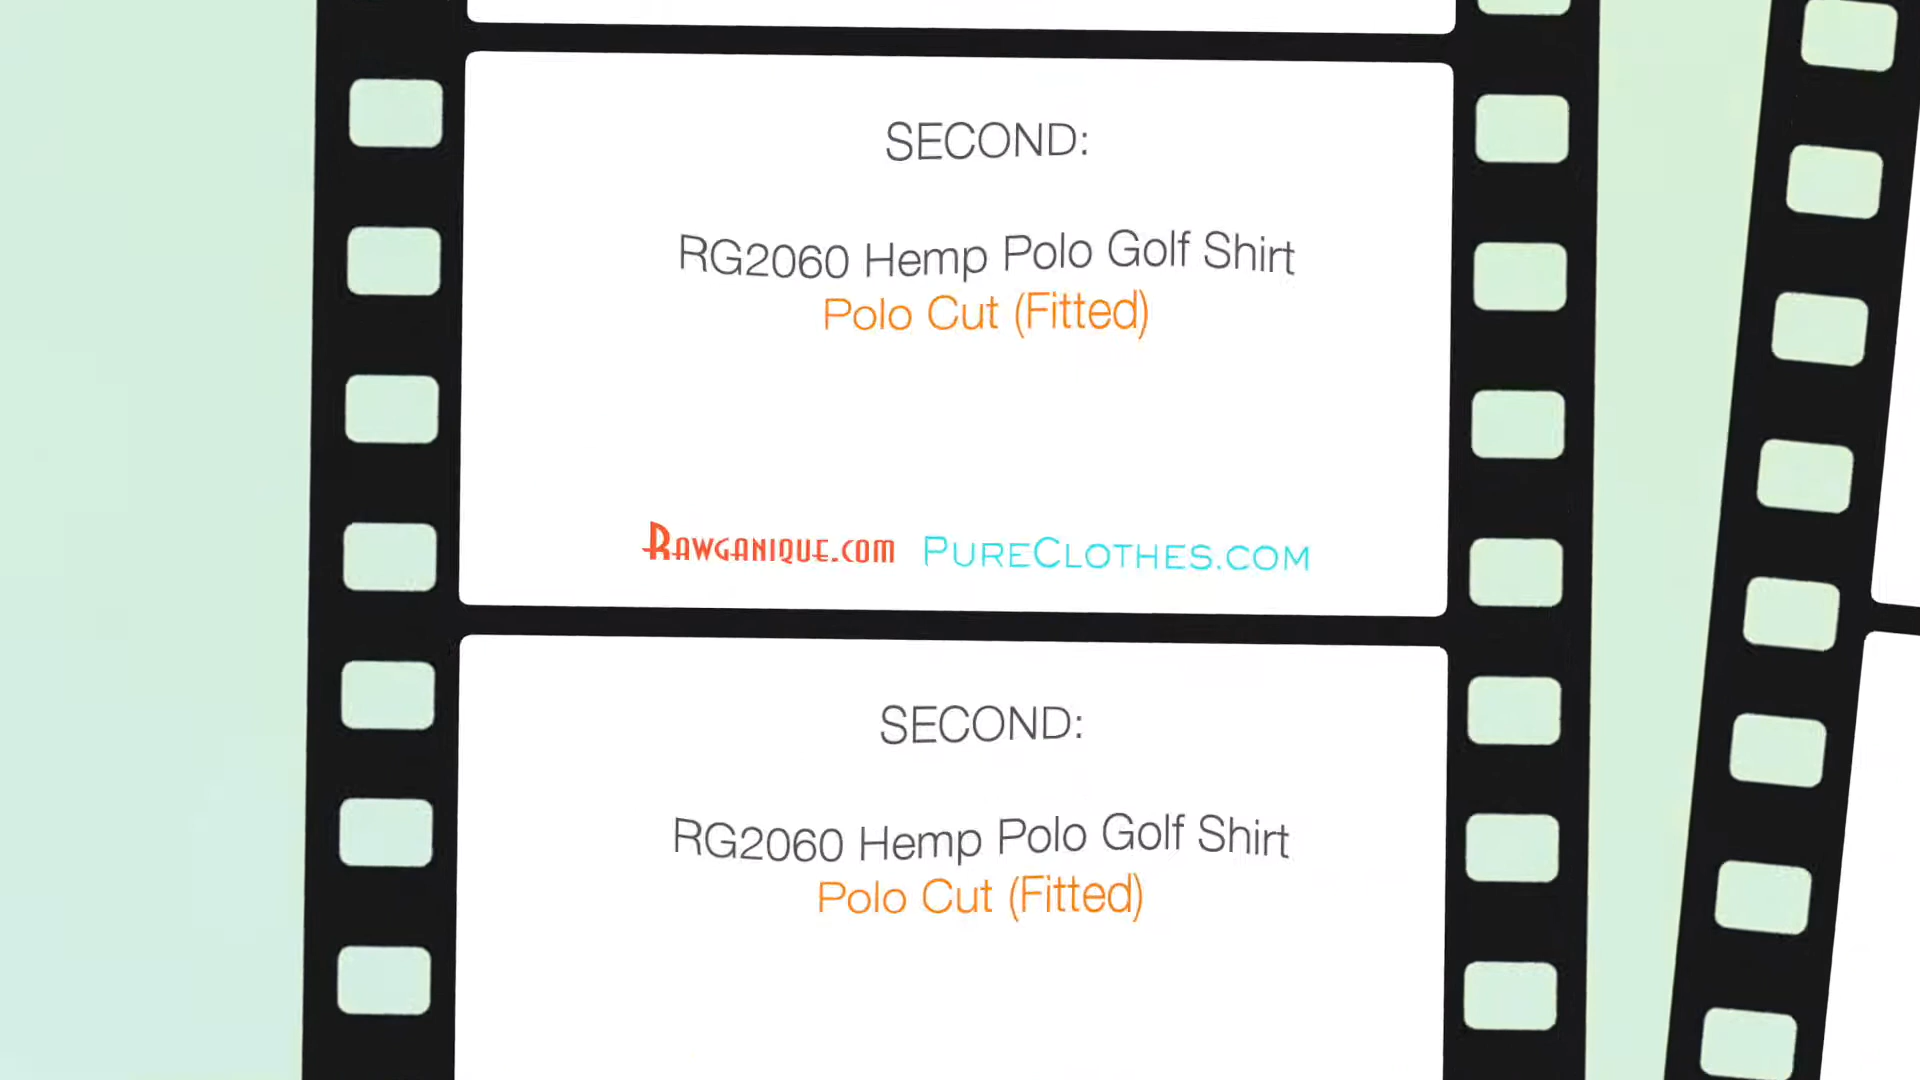 SECOND:
RG2060 Hemp Polo Golf Shirt
Polo Cut (Fitted)
RAWGANIQUE.COM PURECLOTHES.COM
SECOND:
RG2060 Hemp Polo Golf Shirt
Polo Cut (Fitted)